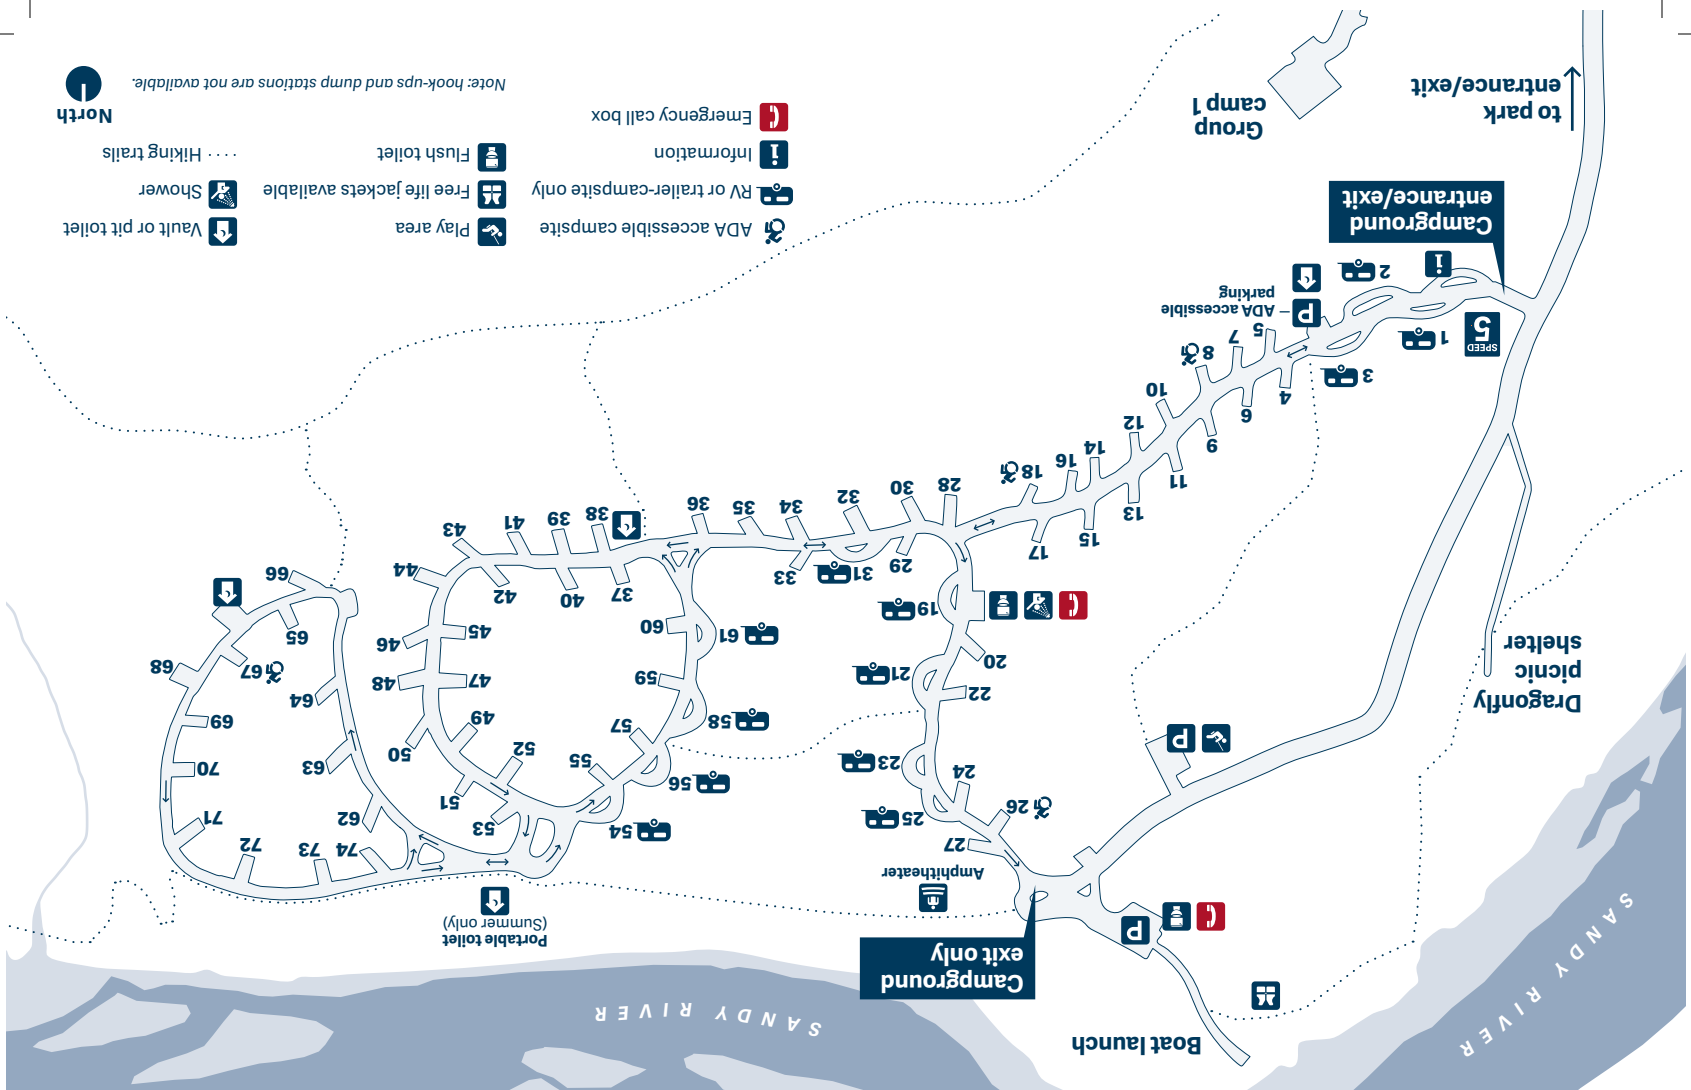 Boat launch
SANDY RIVER
SANDY RIVER
Campground
exit only
P
Portable toilet
(Summer only)
Amphitheater
27
26
25
24
23
22
21
20
19
P
Dragonfly
picnic
shelter
74
73
72
71
70
69
68
67
66
65
64
63
62
54
53
51
52
55
56
57
50
49
58
59
48
47
61
60
46
45
44
43
42
41
40
39
38
37
36
35
34
33
32
31
30
29
28
18
17
16
15
14
13
12
11
10
9
8
7
6
5
4
3
2
1
SPEED
5
P
ADA accessible
parking
i
Campground
entrance/exit
to park
entrance/exit
Group
camp 1
ADA accessible campsite
RV or trailer-campsite only
i Information
Emergency call box
Play area
Free life jackets available
Flush toilet
Vault or pit toilet
Shower
Hiking trails
Note: hook-ups and dump stations are not available.
North